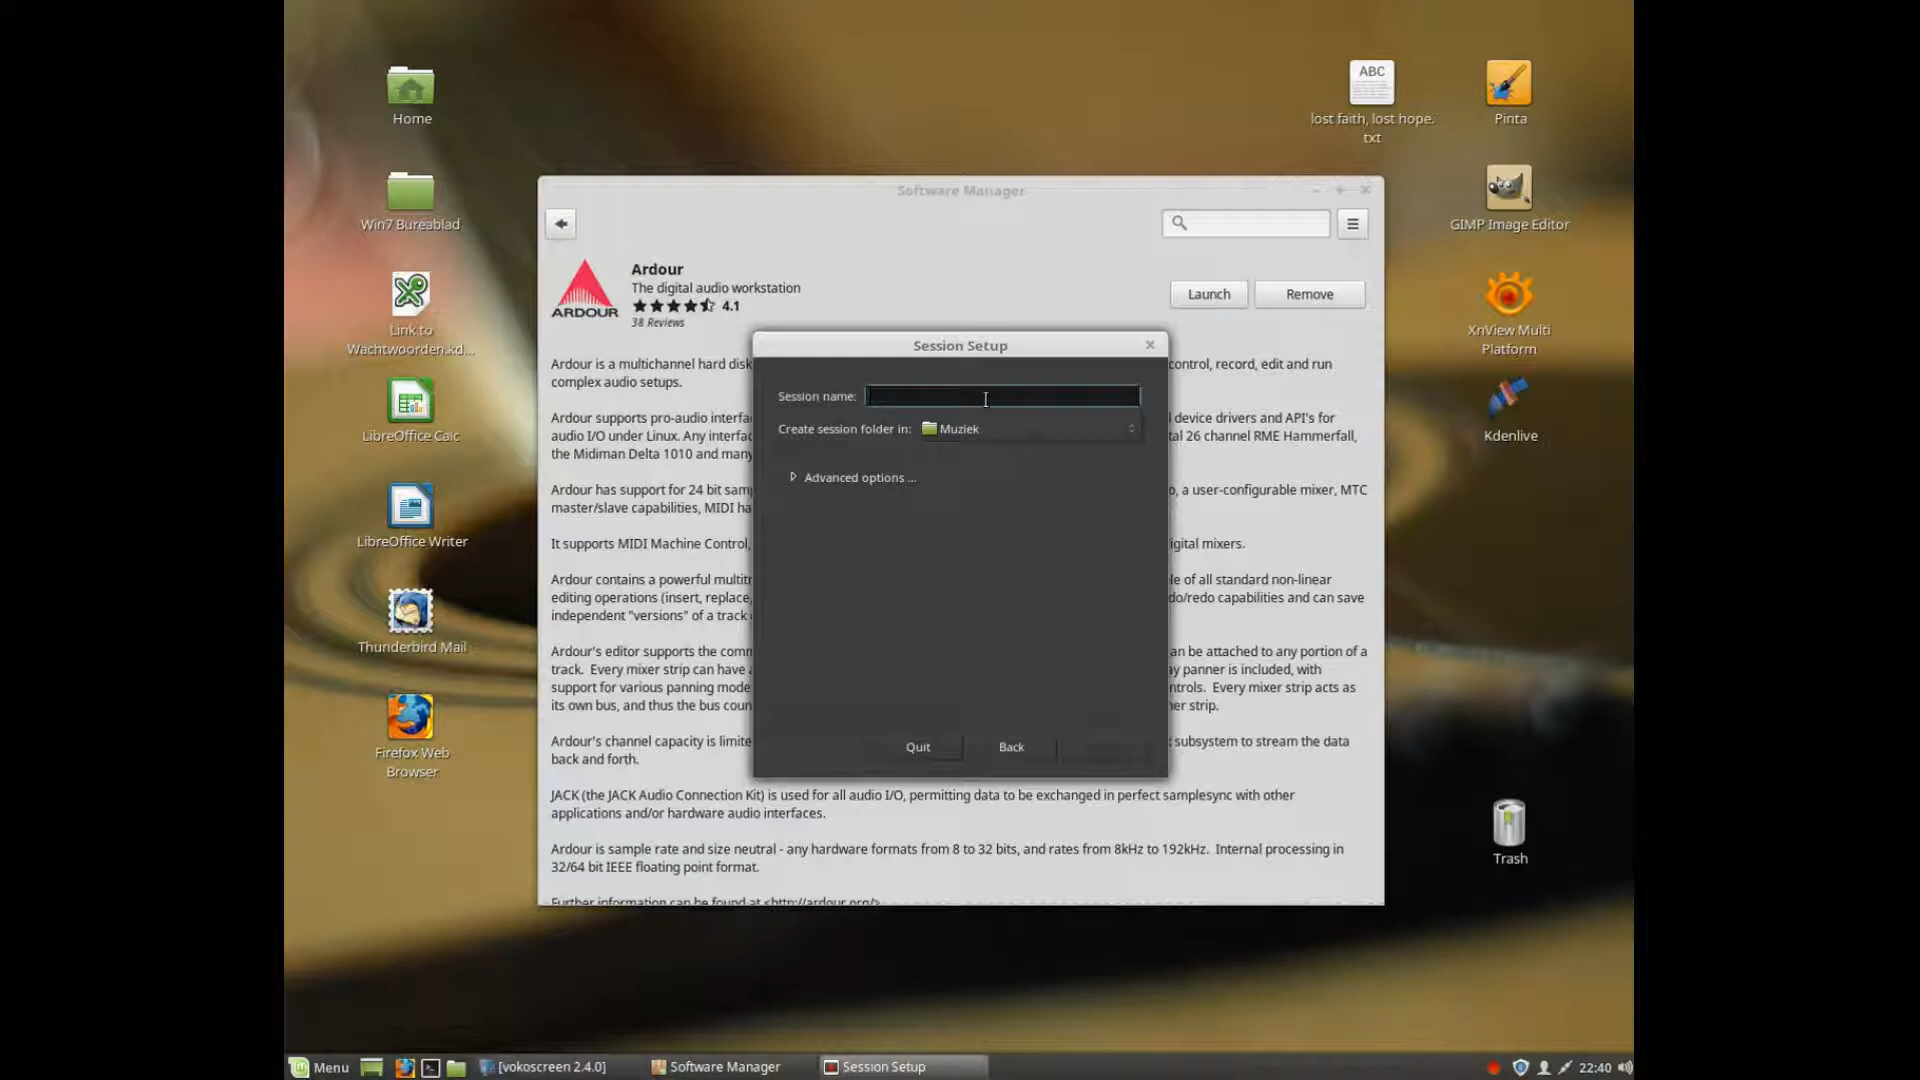 Home
ABC
lost faith, lost hope.
txt
Pinta
Software Manager
Win7 Bureablad
GIMP Image Editor
Ardour
The digital audio workstation
4.1
38 Reviews
ARDOUR
Launch
Remove
Link to
Wachtwoorden.kd...
XnView Multi
Platform
Session Setup
Ardour is a multichannel hard disk
control, record, edit and run
complex audio setups.
Session name:
Create session folder in:
Muziek
Ardour supports pro-audio interfa
device drivers and API's for
audio I/O under Linux. Any interfac
tal 26 channel RME Hammerfall,
the Midiman Delta 1010 and many
LibreOffice Calc
Kdenlive
Advanced options ...
Ardour has support for 24 bit sam
o, a user-configurable mixer, MTC
master/slave capabilities, MIDI ha
LibreOffice Writer
It supports MIDI Machine Control,
igital mixers.
Ardour contains a powerful multitr
le of all standard non-linear
editing operations (insert, replace,
do/redo capabilities and can save
independent "versions" of a track
Thunderbird Mail
Ardour's editor supports the comm
an be attached to any portion of a
track. Every mixer strip can have a
ay panner is included, with
support for various panning mode
ntrols. Every mixer strip acts as
its own bus, and thus the bus coun
her strip.
Firefox Web
Browser
Ardour's channel capacity is limite
subsystem to stream the data
back and forth.
Quit
Back
JACK (the JACK Audio Connection Kit) is used for all audio I/O, permitting data to be exchanged in perfect samplesync with other
applications and/or hardware audio interfaces.
Ardour is sample rate and size neutral - any hardware formats from 8 to 32 bits, and rates from 8kHz to 192kHz. Internal processing in
32/64 bit IEEE floating point format.
Further information can be found at <http://ardour.org/>
Trash
Menu
[vokoscreen 2.4.0]
Software Manager
Session Setup
22:40